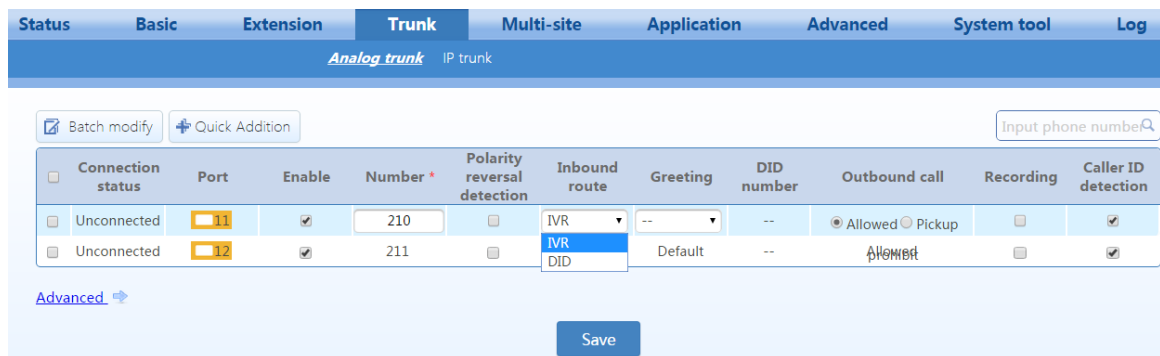 Status Basic Extension Trunk Multi-site Application Advanced System tool Log
Analog trunk IP trunk
Batch modify Quick Addition Input phone number
Connection status Port Enable Number * Polarity reversal detection Inbound route Greeting DID number Outbound call Recording Caller ID detection
Unconnected 11 210 IVR -- -- Allowed Pickup
IVR
DID
Unconnected 12 211 Default -- Allowed
prohibit
Advanced
Save